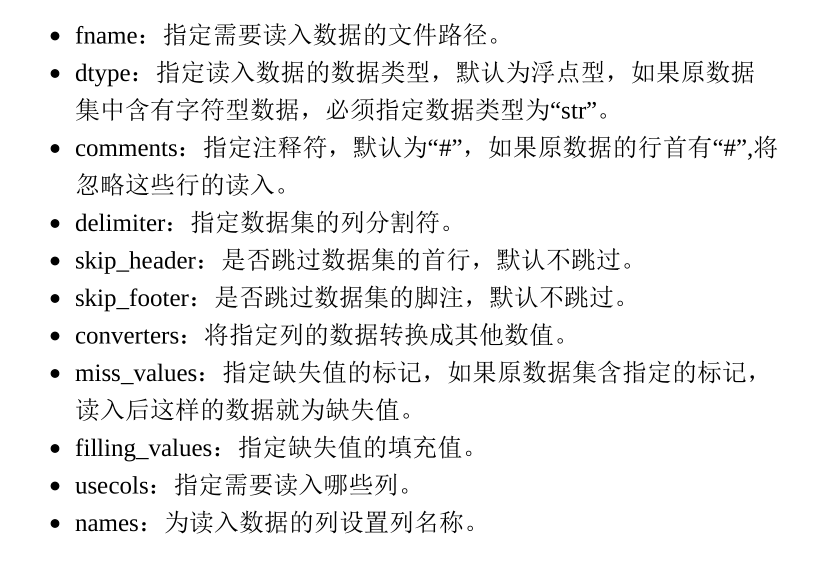 • fname：指定需要读入数据的文件路径。
• dtype：指定读入数据的数据类型，默认为浮点型，如果原数据
集中含有字符型数据，必须指定数据类型为“str”。
• comments：指定注释符，默认为“#”，如果原数据的行首有“#”,将
忽略这些行的读入。
• delimiter：指定数据集的列分割符。
• skip_header：是否跳过数据集的首行，默认不跳过。
• skip_footer：是否跳过数据集的脚注，默认不跳过。
• converters：将指定列的数据转换成其他数值。
• miss_values：指定缺失值的标记，如果原数据集含指定的标记，
读入后这样的数据就为缺失值。
• filling_values：指定缺失值的填充值。
• usecols：指定需要读入哪些列。
• names：为读入数据的列设置列名称。